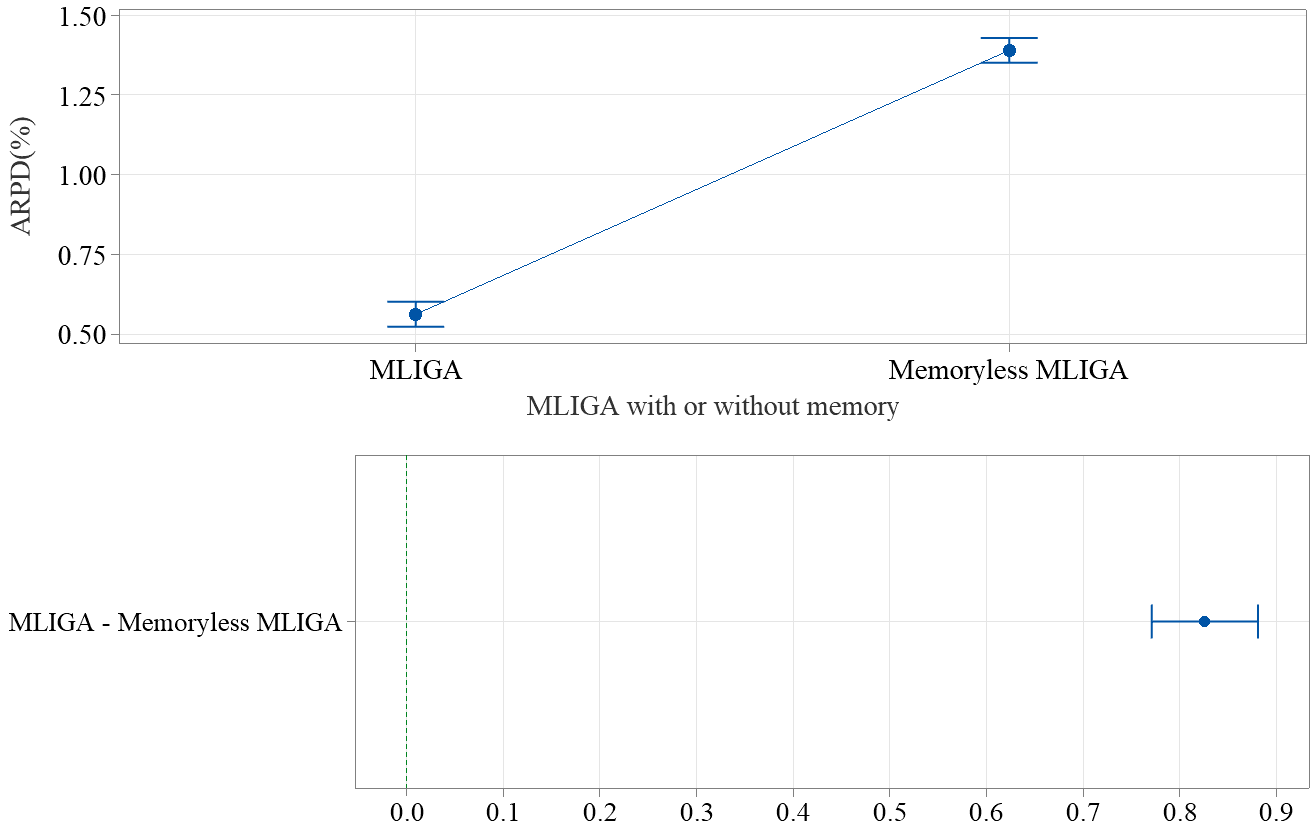 1.50
1.25
1.00
0.75
0.50
ARPD(%)
MLIGA Memoryless MLIGA
MLIGA with or without memory
MLIGA - Memoryless MLIGA
0.0 0.1 0.2 0.3 0.4 0.5 0.6 0.7 0.8 0.9